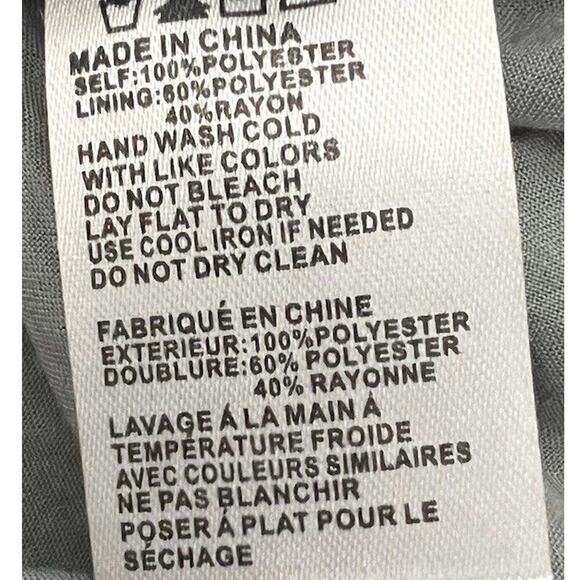 MADE IN CHINA
SELF:100%POLYESTER
LINING:60%POLYESTER
40%RAYON
HAND WASH COLD
WITH LIKE COLORS
DO NOT BLEACH
LAY FLAT TO DRY
USE COOL IRON IF NEEDED
DO NOT DRY CLEAN
FABRIQUÉ EN CHINE
EXTERIEUR:100%POLYESTER
DOUBLURE:60% POLYESTER
40% RAYONNE
LAVAGE Á LA MAIN Á
TEMPÉRATURE FROIDE
AVEC COULEURS SIMILAIRES
NE PAS BLANCHIR
POSER Á PLAT POUR LE
SÉCHAGE